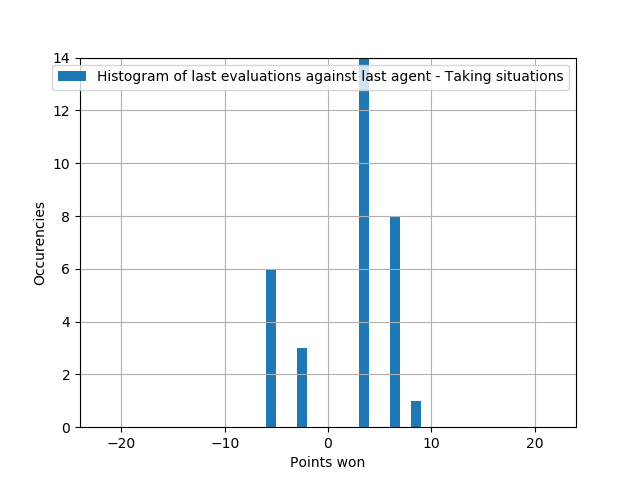 14
Histogram of last evaluations against last agent - Taking situations
12
10
8
6
4
2
0
Occurencies
−20 −10 0 10 20
Points won